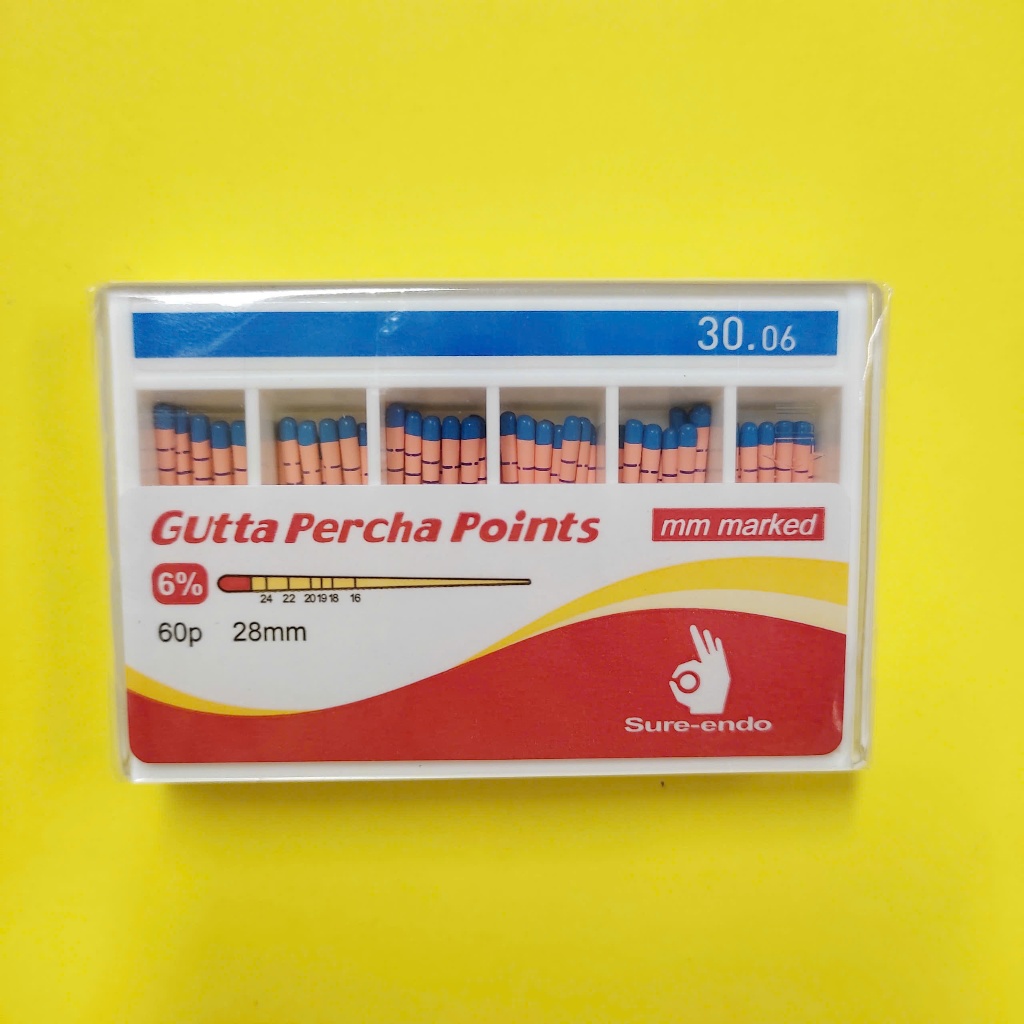 30.06
Gutta Percha Points
mm marked
6%
24 22 20 19 18 16
60p 28mm
Sure-endo